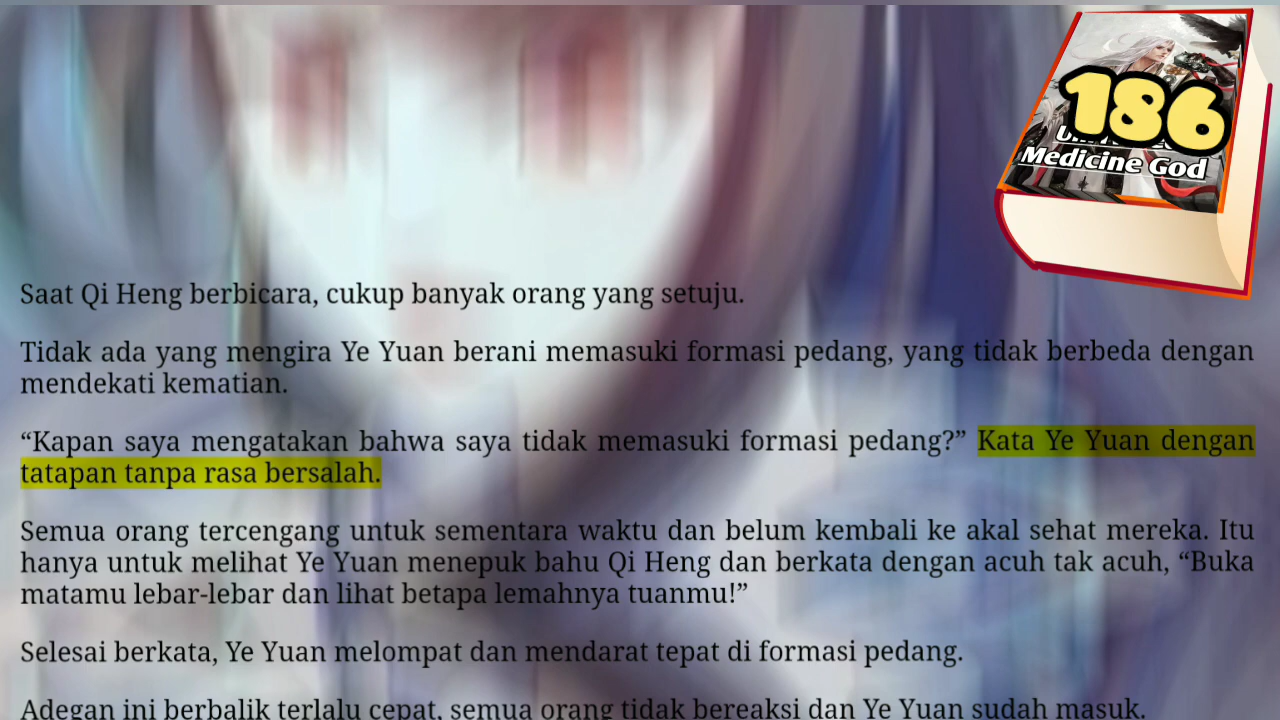 186
Medicine God
Saat Qi Heng berbicara, cukup banyak orang yang setuju.
Tidak ada yang mengira Ye Yuan berani memasuki formasi pedang, yang tidak berbeda dengan
mendekati kematian.
“Kapan saya mengatakan bahwa saya tidak memasuki formasi pedang?” Kata Ye Yuan dengan
tatapan tanpa rasa bersalah.
Semua orang tercengang untuk sementara waktu dan belum kembali ke akal sehat mereka. Itu
hanya untuk melihat Ye Yuan menepuk bahu Qi Heng dan berkata dengan acuh tak acuh, “Buka
matamu lebar-lebar dan lihat betapa lemahnya tuanmu!”
Selesai berkata, Ye Yuan melompat dan mendarat tepat di formasi pedang.
Adegan ini berbalik terlalu cepat, semua orang tidak bereaksi dan Ye Yuan sudah masuk.